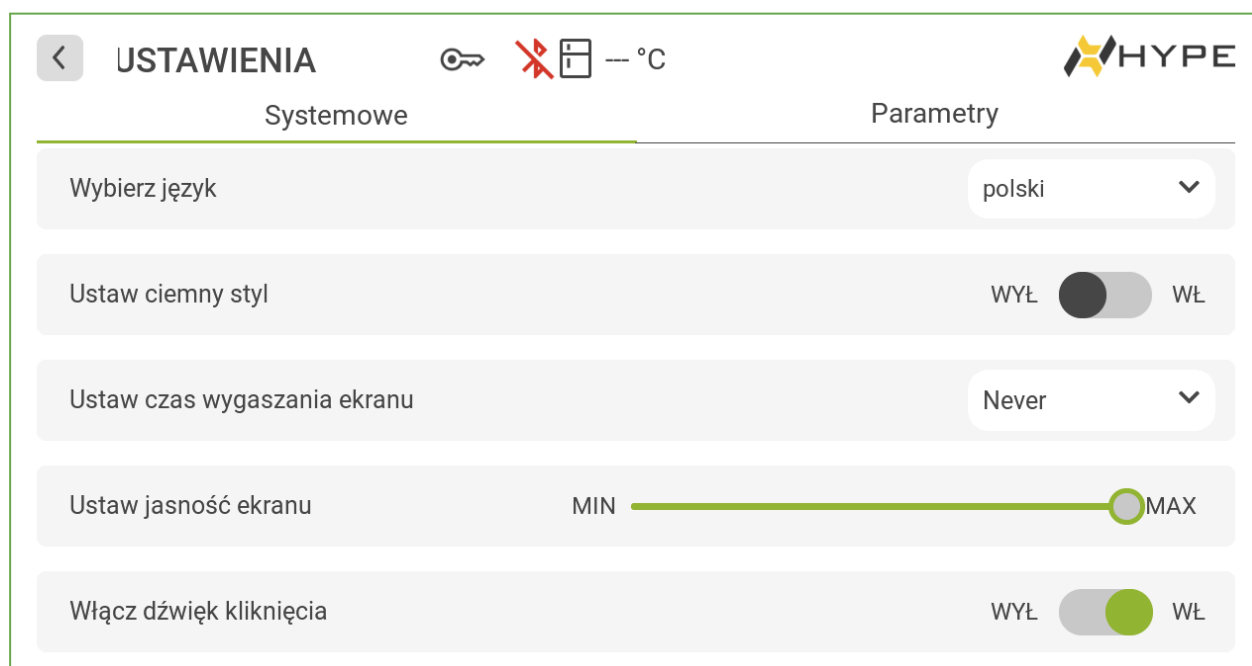 USTAWIENIA --- °C HYPE
Systemowe Parametry
Wybierz język polski
Ustaw ciemny styl WYŁ WŁ
Ustaw czas wygaszania ekranu Never
Ustaw jasność ekranu MIN MAX
Włącz dźwięk kliknięcia WYŁ WŁ